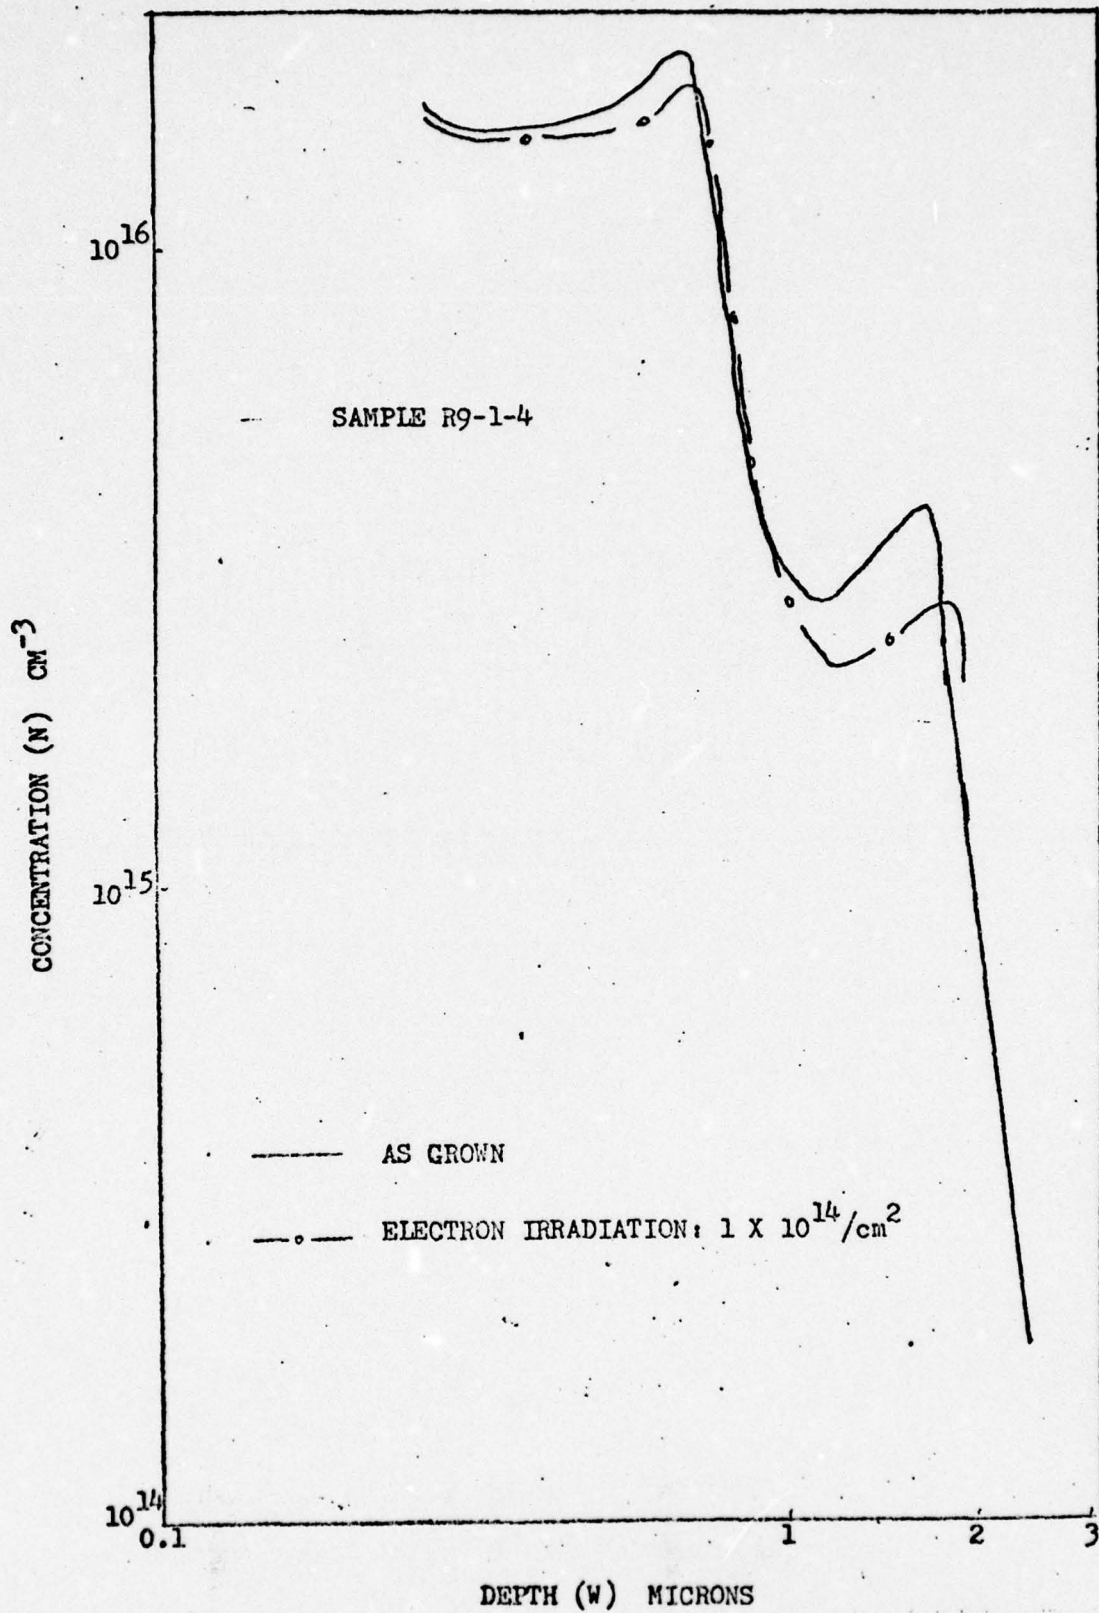 10^16
SAMPLE R9-1-4
CONCENTRATION (N) CM^-3
10^15
AS GROWN
ELECTRON IRRADIATION: 1 X 10^14/cm^2
10^14
0.1
1
2
3
DEPTH (W) MICRONS